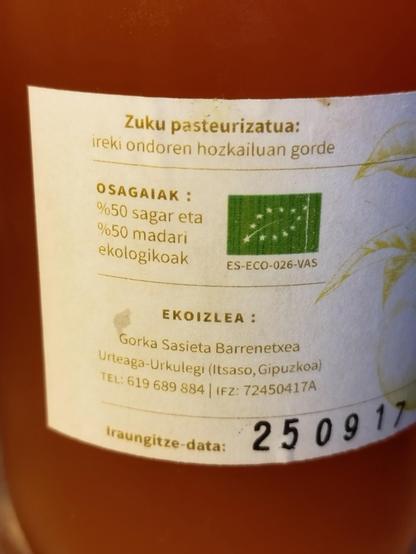 Zuku pasteurizatua:
ireki ondoren hozkailuan gorde
OSAGAIAK :
%50 sagar eta
%50 madari
ekologikoak
ES-ECO-026-VAS
EKOIZLEA :
Gorka Sasieta Barrenetxea
Urteaga-Urkulegi (Itsaso, Gipuzkoa)
TEL: 619 689 884 | IFZ: 72450417A
Iraungitze-data: 250917